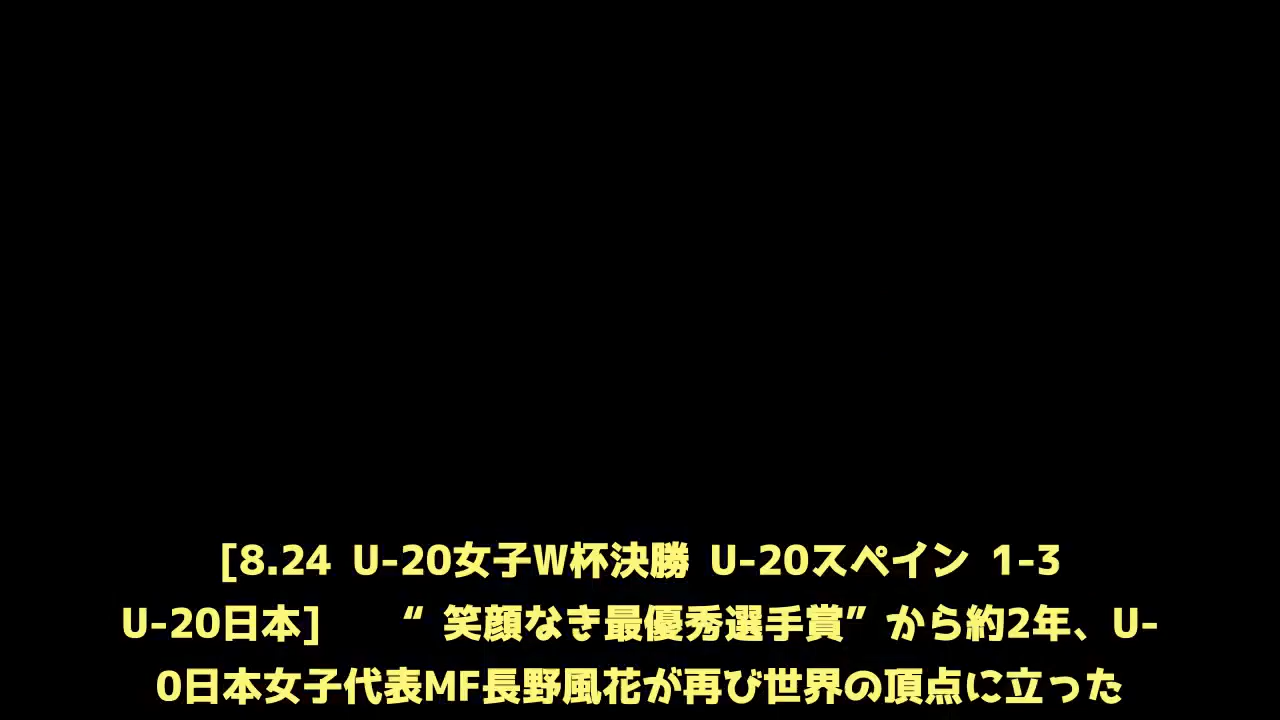 [8.24 U-20女子W杯決勝 U-20スペイン 1-3
U-20日本] “ 笑顔なき最優秀選手賞” から約2年、U-
0日本女子代表MF長野風花が再び世界の頂点に立った